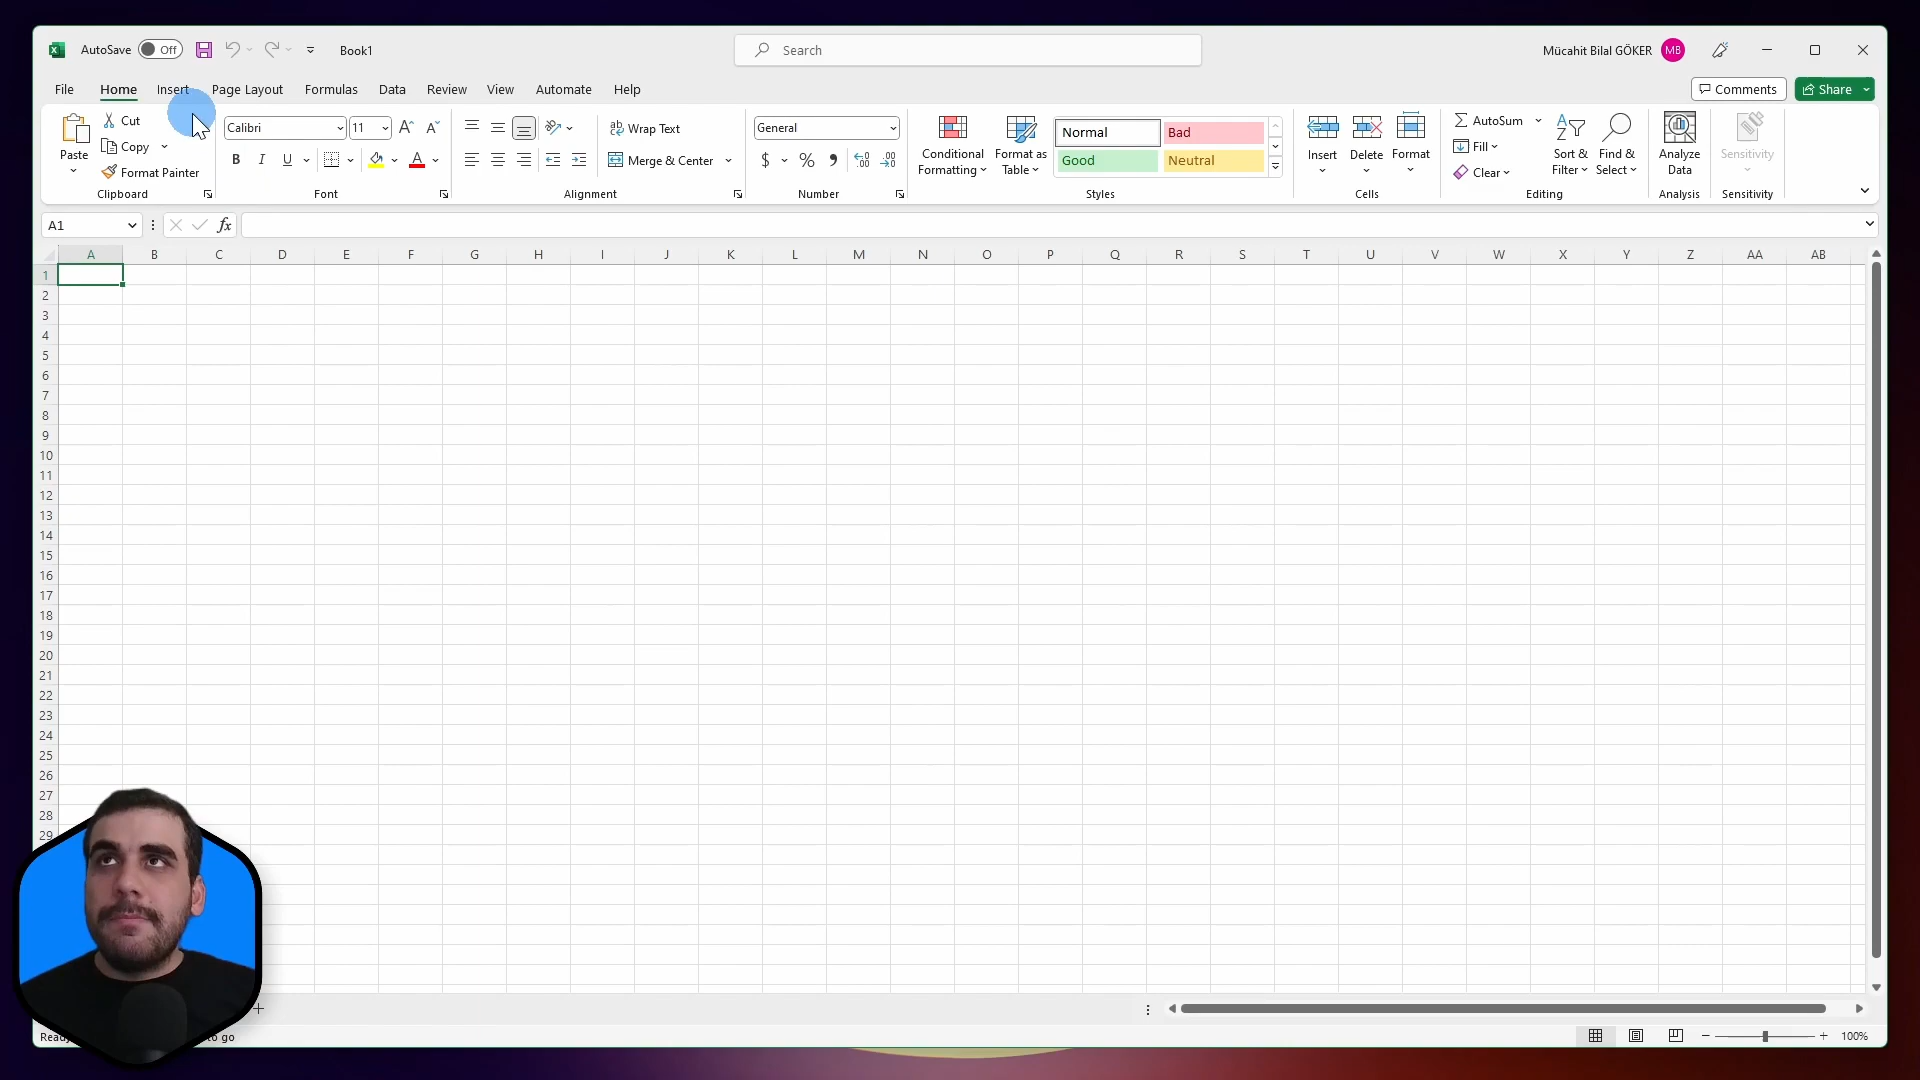 AutoSave Off Book1 Search Mücahit Bilal GÖKER MB
File Home Insert Page Layout Formulas Data Review View Automate Help Comments Share
Paste Cut Copy Format Painter Clipboard
Calibri 11 B I U A Font
ab Wrap Text Merge & Center Alignment
General $ % , .00 Number
Conditional Formatting Format as Table Normal Bad Good Neutral Styles
Insert Delete Format Cells
AutoSum Fill Clear Sort & Filter Find & Select Editing
Analyze Data Analysis
Sensitivity Sensitivity
A1 fx
A B C D E F G H I J K L M N O P Q R S T U V W X Y Z AA AB
1
2
3
4
5
6
7
8
9
10
11
12
13
14
15
16
17
18
19
20
21
22
23
24
25
26
27
28
29
to go 100%